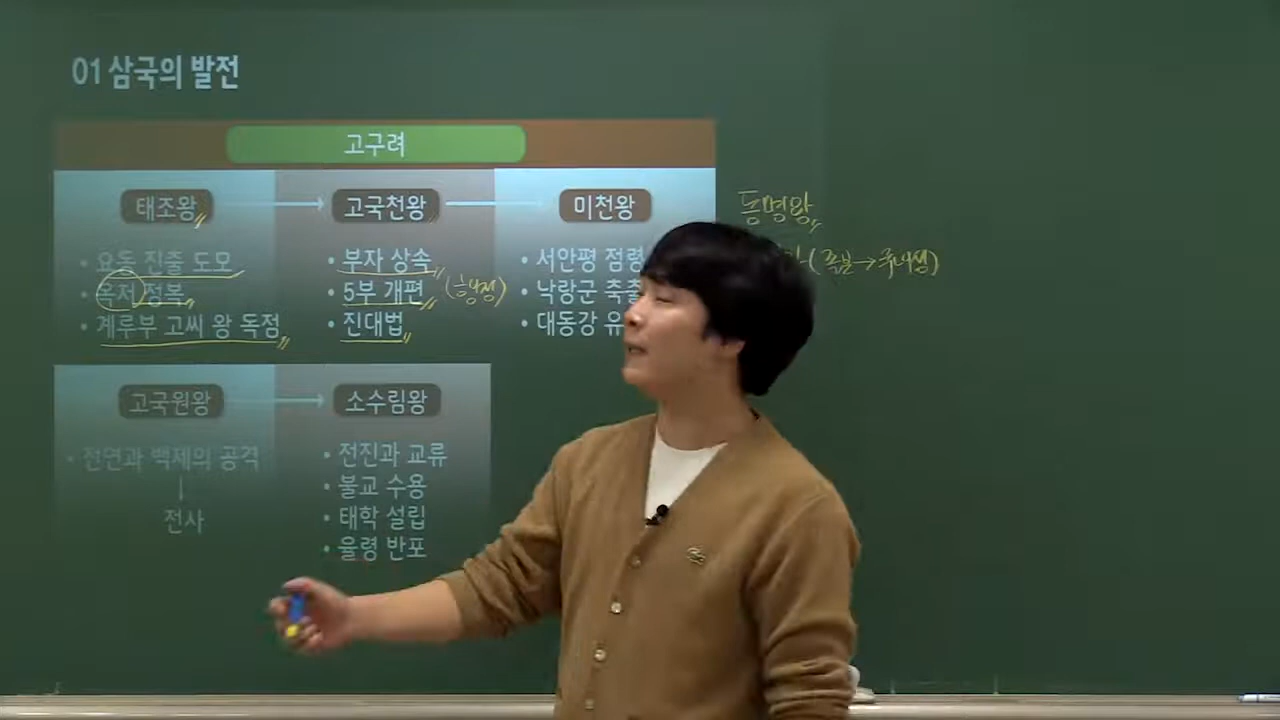 01 삼국의 발전
고구려
태조왕
• 요동 진출 도모
• 옥저 정복
• 계루부 고씨 왕 독점
고국천왕
• 부자 상속
• 5부 개편 (행정)
• 진대법
미천왕
• 서안평 점령
• 낙랑군 축출
• 대동강 유
동명왕
(졸본→국내성)
고국원왕
• 전연과 백제의 공격
전사
소수림왕
• 전진과 교류
• 불교 수용
• 태학 설립
• 율령 반포